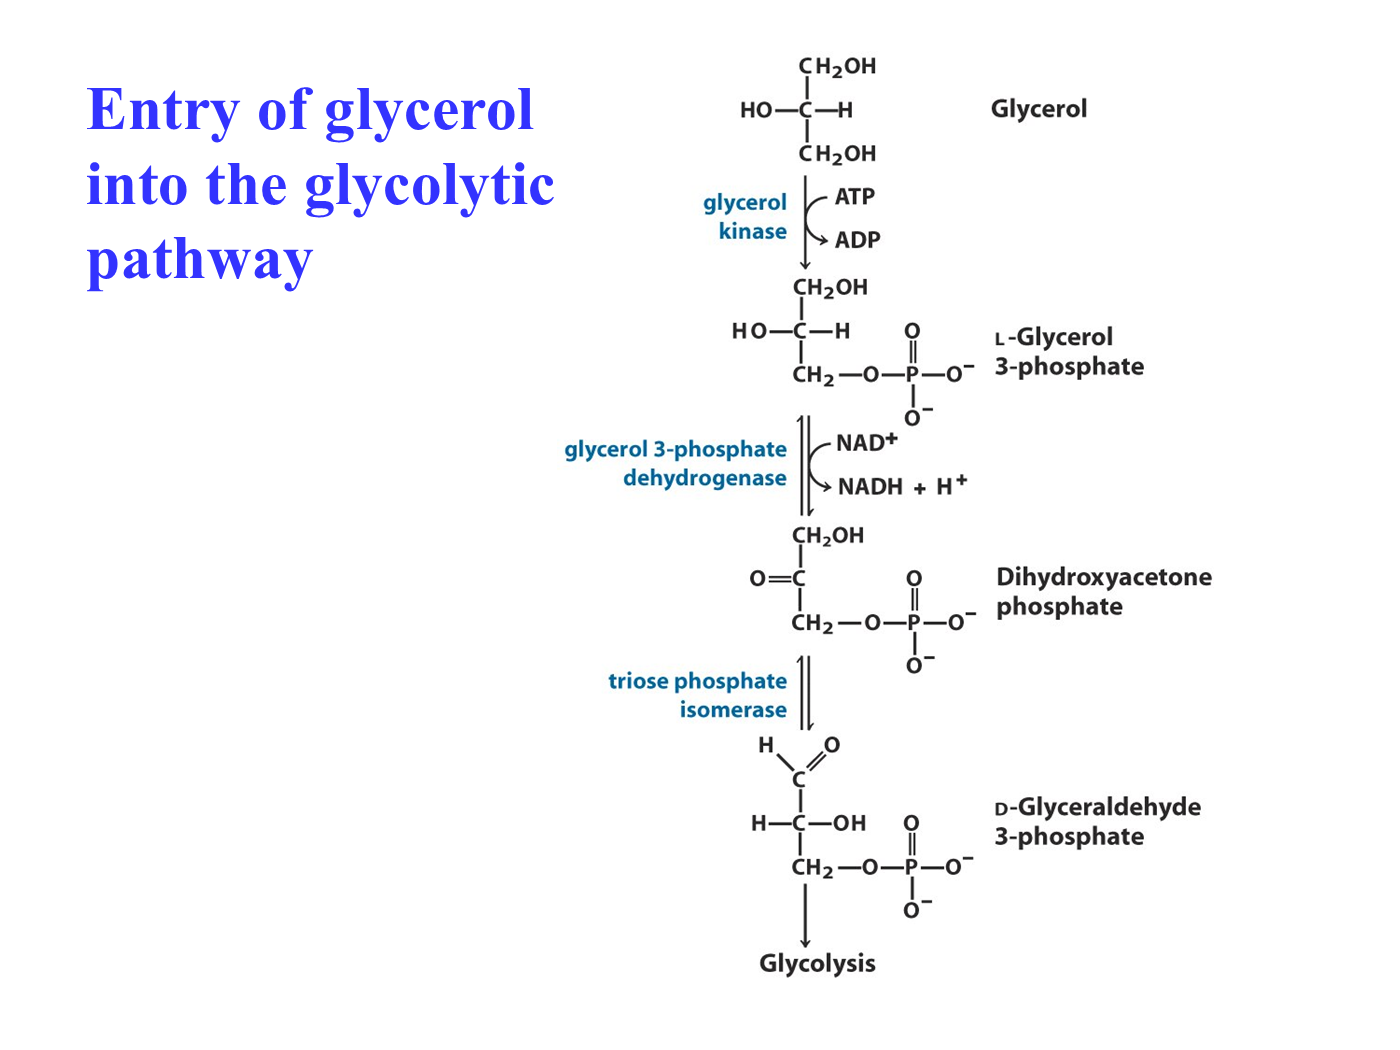 Entry of glycerol
into the glycolytic
pathway
CH₂OH
HO—C—H
CH₂OH
Glycerol
glycerol
kinase
ATP
ADP
CH₂OH
HO—C—H
O
CH₂—O—P—O⁻
O⁻
L-Glycerol
3-phosphate
glycerol 3-phosphate
dehydrogenase
NAD⁺
NADH + H⁺
CH₂OH
O=C
O
CH₂—O—P—O⁻
O⁻
Dihydroxyacetone
phosphate
triose phosphate
isomerase
H O
C
H—C—OH
O
CH₂—O—P—O⁻
O⁻
D-Glyceraldehyde
3-phosphate
Glycolysis